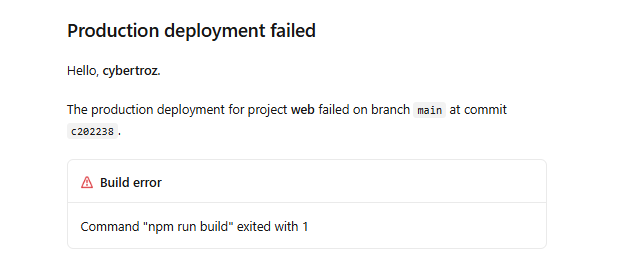 Production deployment failed
Hello, cybertroz.
The production deployment for project web failed on branch main at commit
c202238.
Build error
Command "npm run build" exited with 1